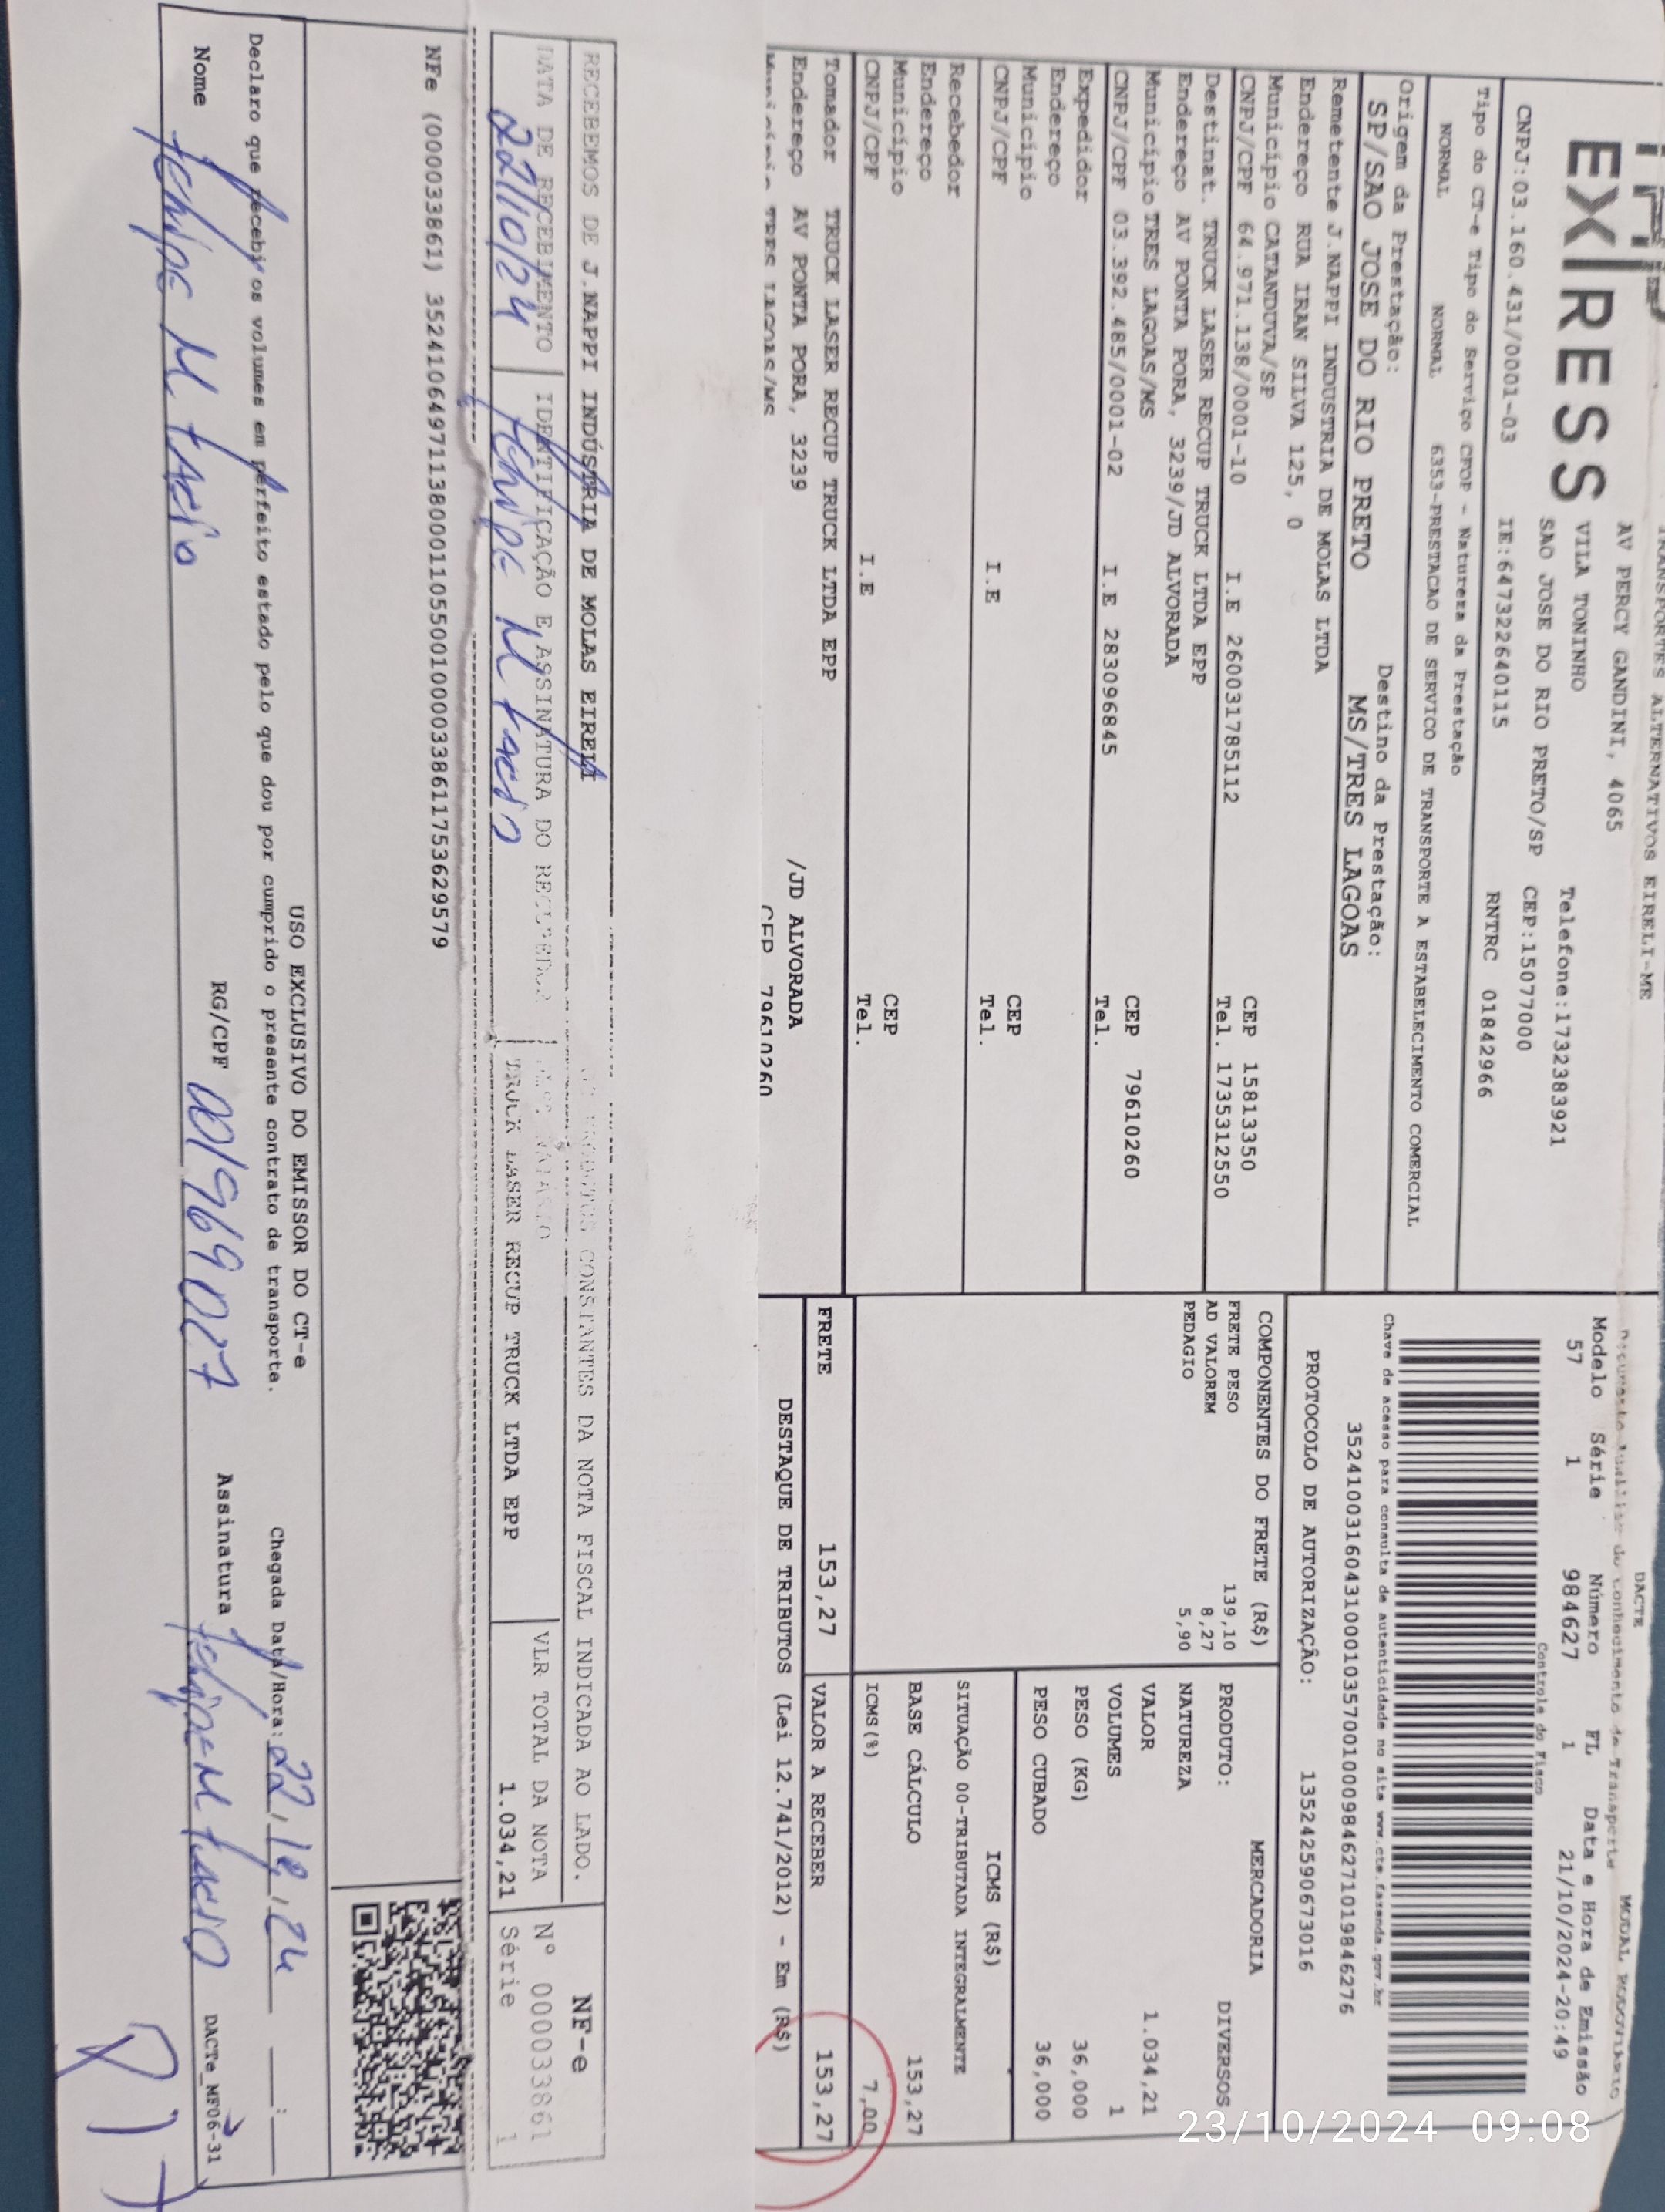 EXPRESS
TRANSPORTES ALTERNATIVOS EIRELI-ME
AV PERCY GANDINI, 4065
VILA TONINHO
Telefone:1732383921
SAO JOSE DO RIO PRETO/SP CEP:15077000
CNPJ:03.160.431/0001-03 IE:647322640115 RNTRC 01842966
Tipo do CT-e Tipo do Serviço CFOP - Natureza da Prestação
NORMAL NORMAL 6353-PRESTACAO DE SERVICO DE TRANSPORTE A ESTABELECIMENTO COMERCIAL
Origem da Prestação: Destino da Prestação:
SP/SAO JOSE DO RIO PRETO MS/TRES LAGOAS
Remetente J.NAPPI INDUSTRIA DE MOLAS LTDA
Endereço RUA IRAN SILVA 125, 0
Município CATANDUVA/SP CEP 15813350
CNPJ/CPF 64.971.138/0001-10 I.E 260031785112 Tel. 1735312550
Destinat. TRUCK LASER RECUP TRUCK LTDA EPP
Endereço AV PONTA PORA, 3239/JD ALVORADA
Município TRES LAGOAS/MS CEP 79610260
CNPJ/CPF 03.392.485/0001-02 I.E 283096845 Tel.
Expedidor
Endereço
Município CEP
CNPJ/CPF I.E Tel.
Recebedor
Endereço
Município CEP
CNPJ/CPF I.E Tel.
Tomador TRUCK LASER RECUP TRUCK LTDA EPP
Endereço AV PONTA PORA, 3239 /JD ALVORADA
Município TRES LAGOAS/MS CEP 79610260
DACTE MODAL RODOVIÁRIO
Documento Auxiliar do Conhecimento de Transporte
Modelo Série Número FL Data e Hora de Emissão
57 1 984627 1 21/10/2024-20:49
Controle do Fisco
Chave de acesso para consulta de autenticidade no site www.cte.fazenda.gov.br
35241003160431000103570010009846271019846276
PROTOCOLO DE AUTORIZAÇÃO: 135242590673016
COMPONENTES DO FRETE (R$)
FRETE PESO 139,10
AD VALOREM 8,27
PEDAGIO 5,90
MERCADORIA
PRODUTO: DIVERSOS
NATUREZA
VALOR 1.034,21
VOLUMES 1
PESO (KG) 36,000
PESO CUBADO 36,000
ICMS (R$)
SITUAÇÃO 00-TRIBUTADA INTEGRALMENTE
BASE CÁLCULO 153,27
ICMS(%) 7,00
FRETE 153,27 VALOR A RECEBER 153,27
DESTAQUE DE TRIBUTOS (Lei 12.741/2012) - Em (R$)
RECEBEMOS DE J.NAPPI INDÚSTRIA DE MOLAS EIRELI
CONSTANTES DA NOTA FISCAL INDICADA AO LADO.
NF-e
DATA DE RECEBIMENTO IDENTIFICAÇÃO E ASSINATURA DO RECEBEDOR
VLR TOTAL DA NOTA Nº 000033861
22/10/24
TRUCK LASER RECUP TRUCK LTDA EPP 1.034,21 Série 1
NFe (000033861) 35241064971138000110550010000338611753629579
USO EXCLUSIVO DO EMISSOR DO CT-e
Declaro que recebi os volumes em perfeito estado pelo que dou por cumprido o presente contrato de transporte. Chegada Data/Hora: 22/10/24 :
Nome RG/CPF 001969027 Assinatura DACTe_MF06-31
23/10/2024 09:08